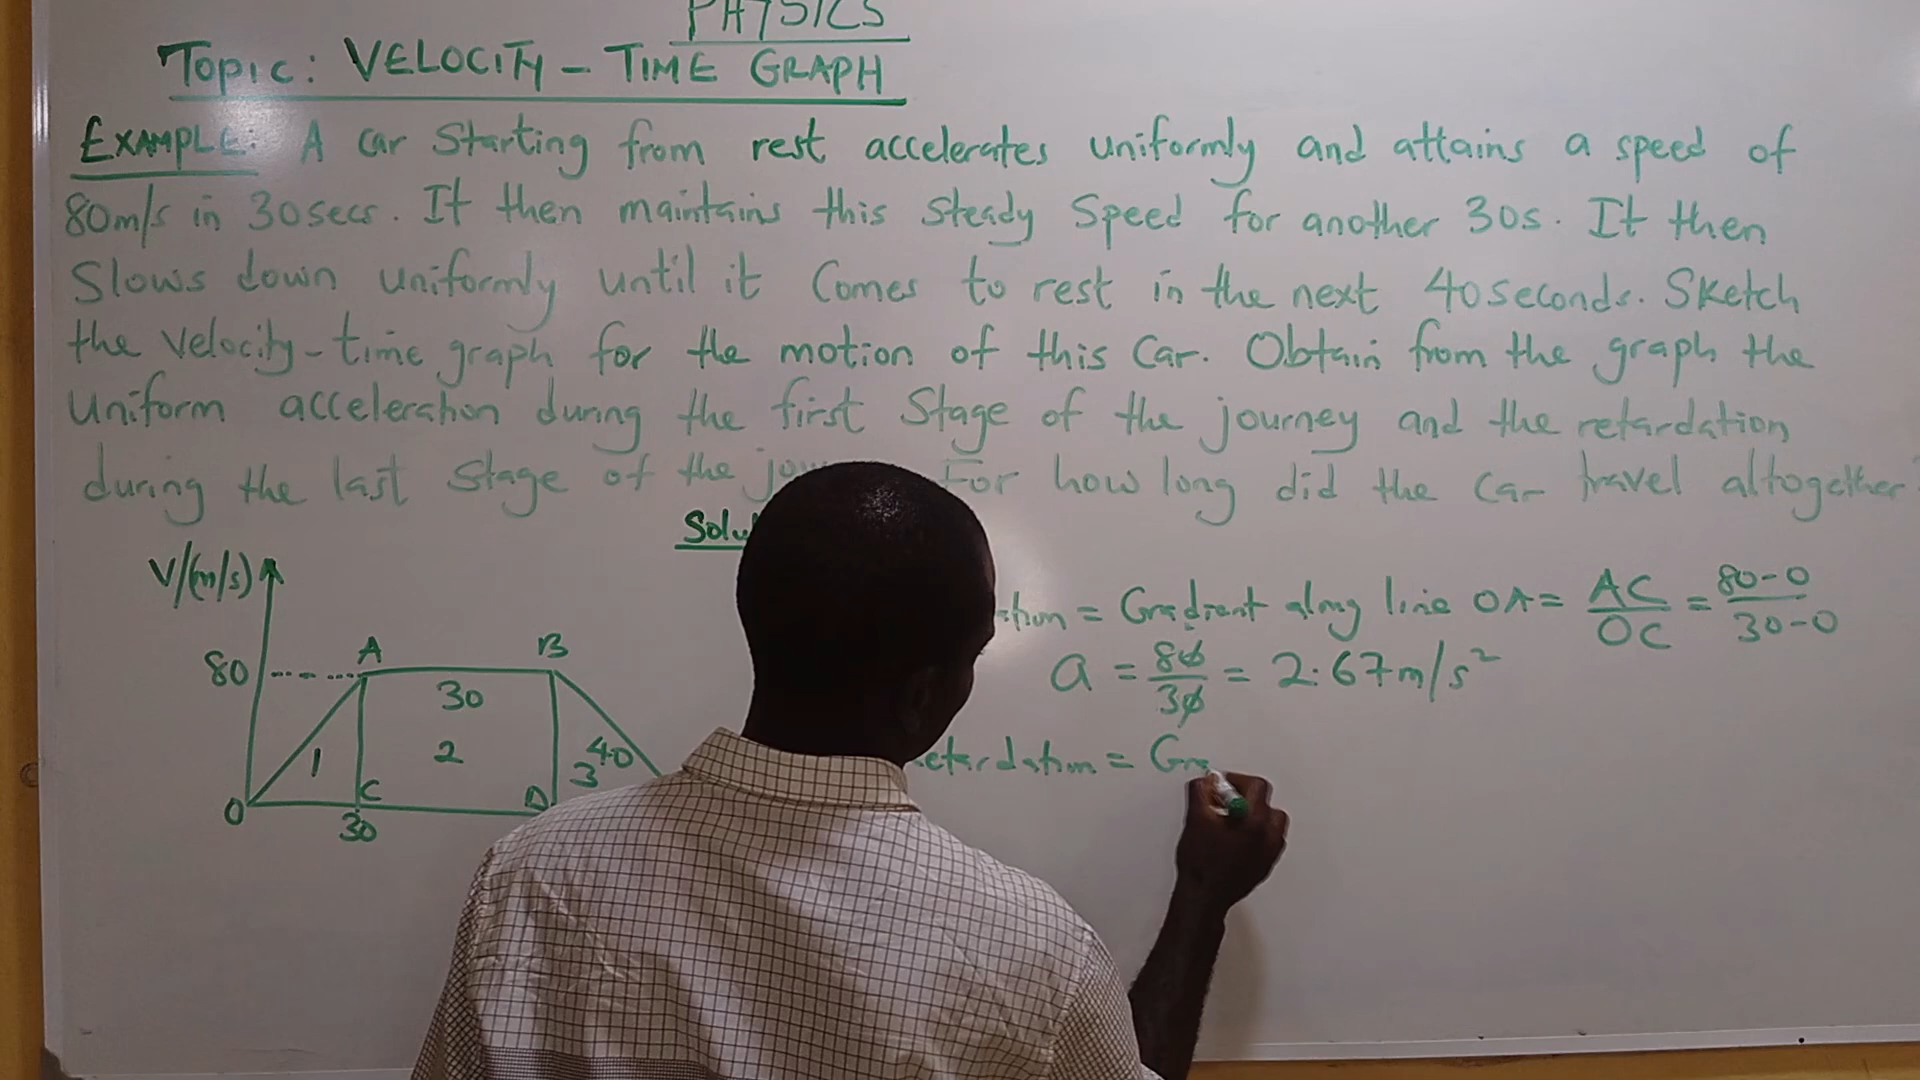 PHYSICS
Topic: VELOCITY - TIME GRAPH
EXAMPLE: A car starting from rest accelerates uniformly and attains a speed of
80m/s in 30secs. It then maintains this steady speed for another 30s. It then
slows down uniformly until it comes to rest in the next 40seconds. Sketch
the velocity-time graph for the motion of this car. Obtain from the graph the
uniform acceleration during the first stage of the journey and the retardation
during the last stage of the For how long did the car travel altogether?
V/(m/s)
80
A
B
30
1
2
3
40
O
C
D
30
= Gradient along line OA = AC/OC = 80-0/30-0
a = 80/30 = 2.67m/s²
etardation = Gra